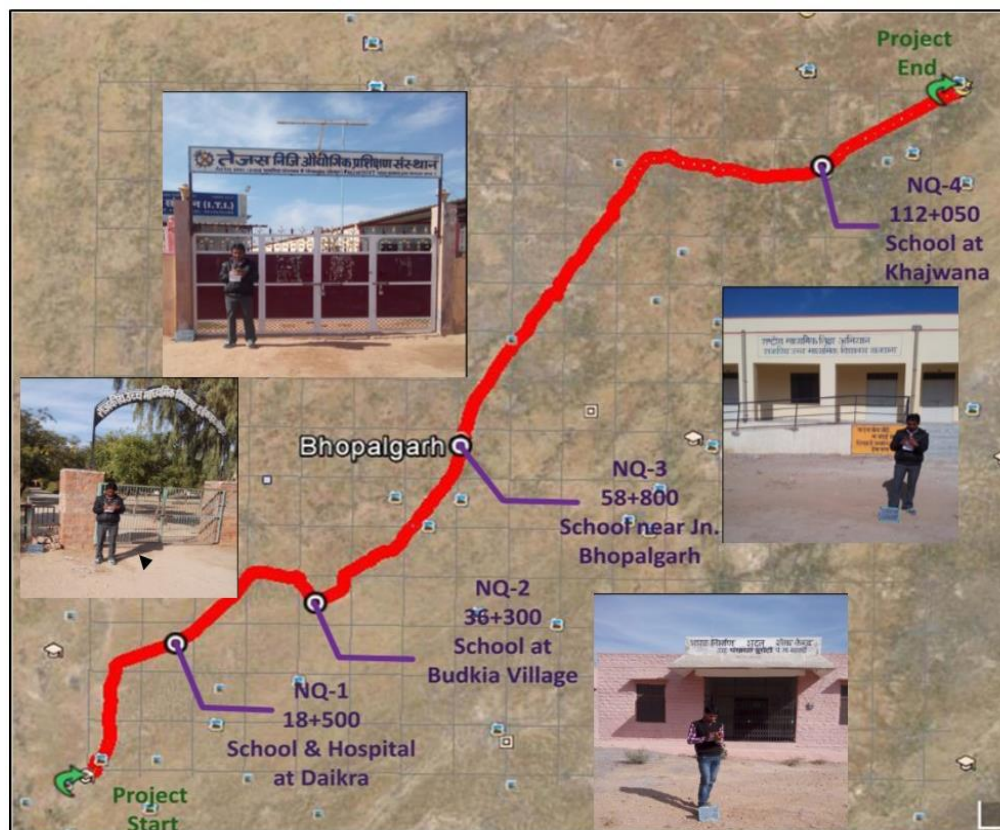 Project
End
तेजस निजि औद्योगिक प्रशिक्षण संस्थान
(I.T.I.)
NQ-4
112+050
School at
Khajwana
राष्ट्रीय माध्यमिक शिक्षा अभियान
Bhopalgarh
NQ-3
58+800
School near Jn.
Bhopalgarh
NQ-2
36+300
School at
Budkia Village
NQ-1
18+500
School & Hospital
at Daikra
Project
Start